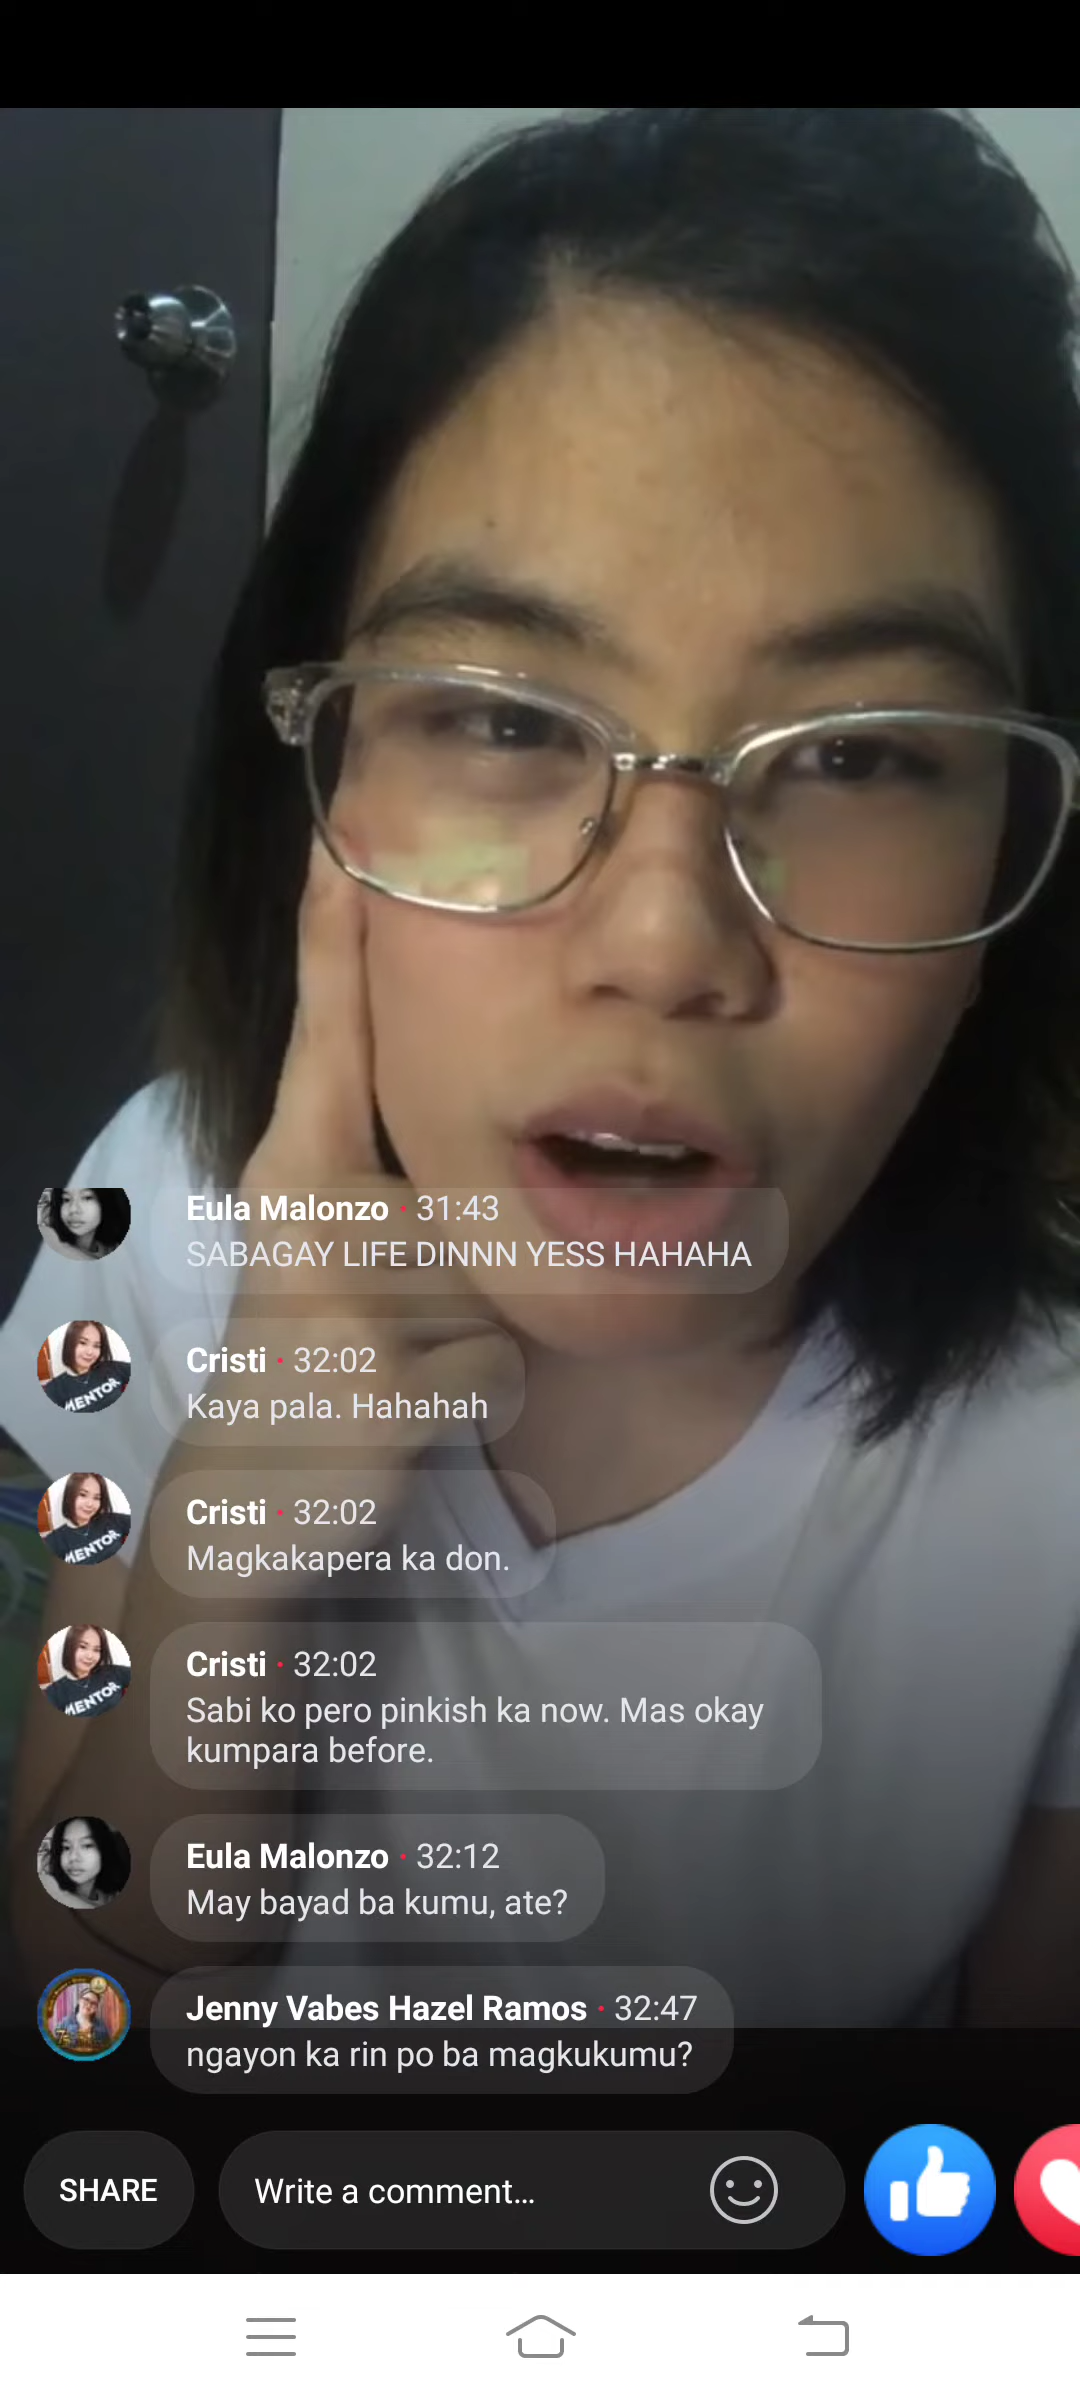 Eula Malonzo · 31:43
SABAGAY LIFE DINNN YESS HAHAHA
Cristi · 32:02
Kaya pala. Hahahah
MENTOR
Cristi · 32:02
Magkakapera ka don.
MENTOR
Cristi · 32:02
Sabi ko pero pinkish ka now. Mas okay
kumpara before.
MENTOR
Eula Malonzo · 32:12
May bayad ba kumu, ate?
Jenny Vabes Hazel Ramos · 32:47
ngayon ka rin po ba magkukumu?
SHARE
Write a comment...